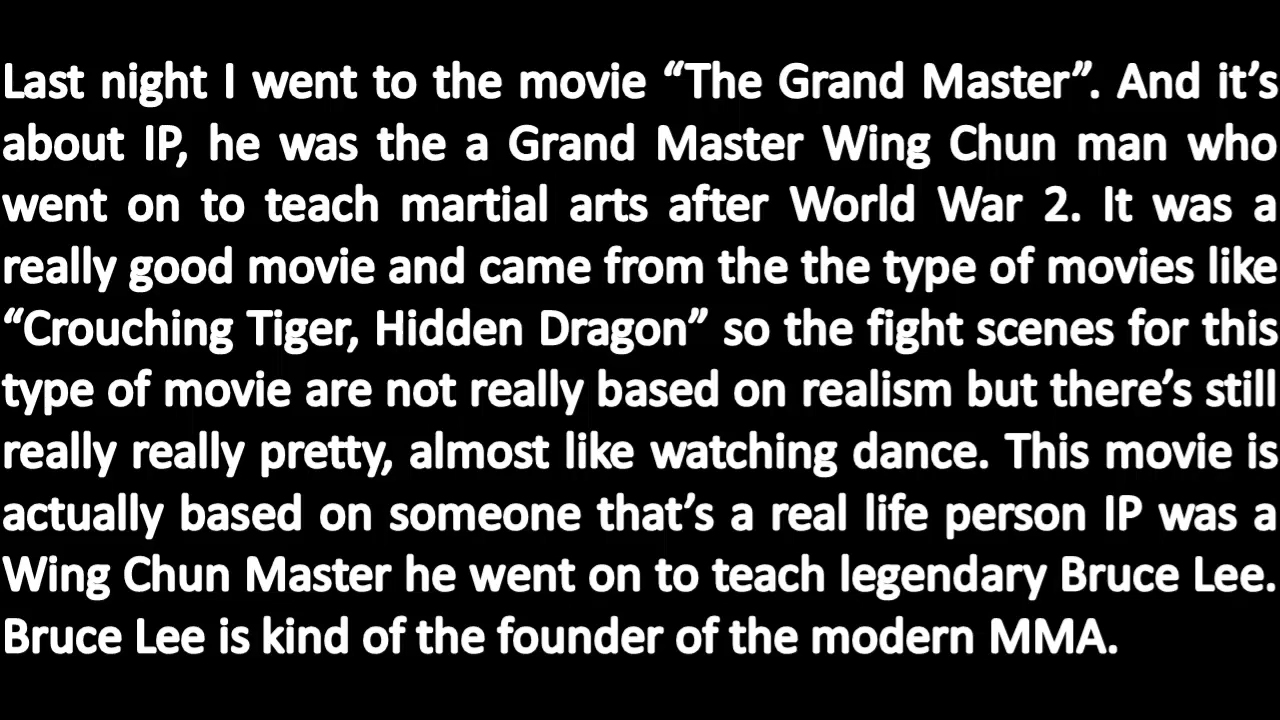 Last night I went to the movie “The Grand Master”. And it’s
about IP, he was the a Grand Master Wing Chun man who
went on to teach martial arts after World War 2. It was a
really good movie and came from the the type of movies like
“Crouching Tiger, Hidden Dragon” so the fight scenes for this
type of movie are not really based on realism but there’s still
really really pretty, almost like watching dance. This movie is
actually based on someone that’s a real life person IP was a
Wing Chun Master he went on to teach legendary Bruce Lee.
Bruce Lee is kind of the founder of the modern MMA.